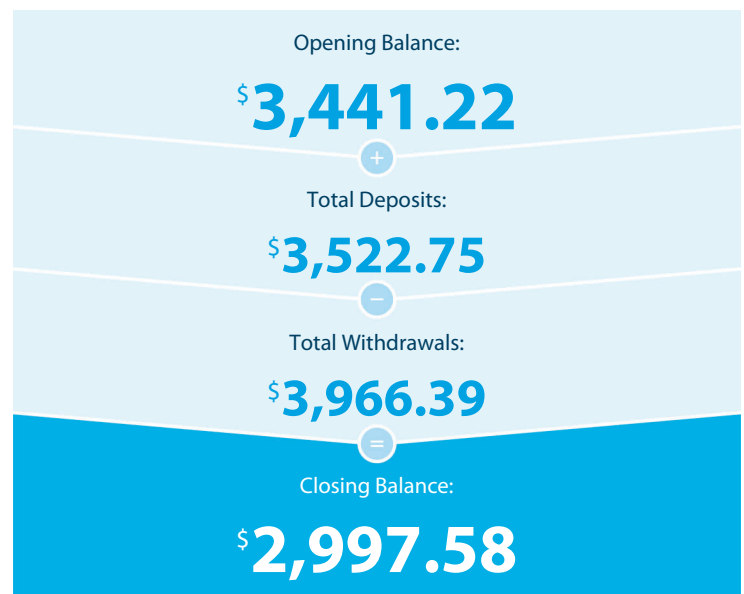 Opening Balance:
$3,441.22
+
Total Deposits:
$3,522.75
−
Total Withdrawals:
$3,966.39
=
Closing Balance:
$2,997.58